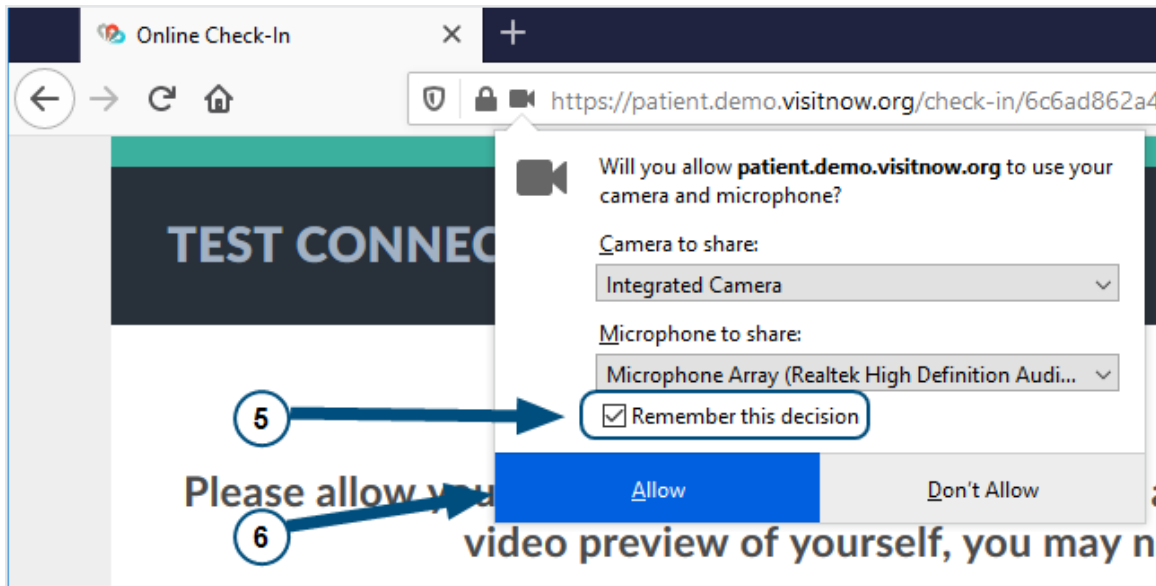 Online Check-In
https://patient.demo.visitnow.org/check-in/6c6ad862a4
TEST CONNEC
Will you allow patient.demo.visitnow.org to use your
camera and microphone?
Camera to share:
Integrated Camera
Microphone to share:
Microphone Array (Realtek High Definition Audi...
5
Remember this decision
Allow
Don't Allow
Please allow you
6
video preview of yourself, you may n